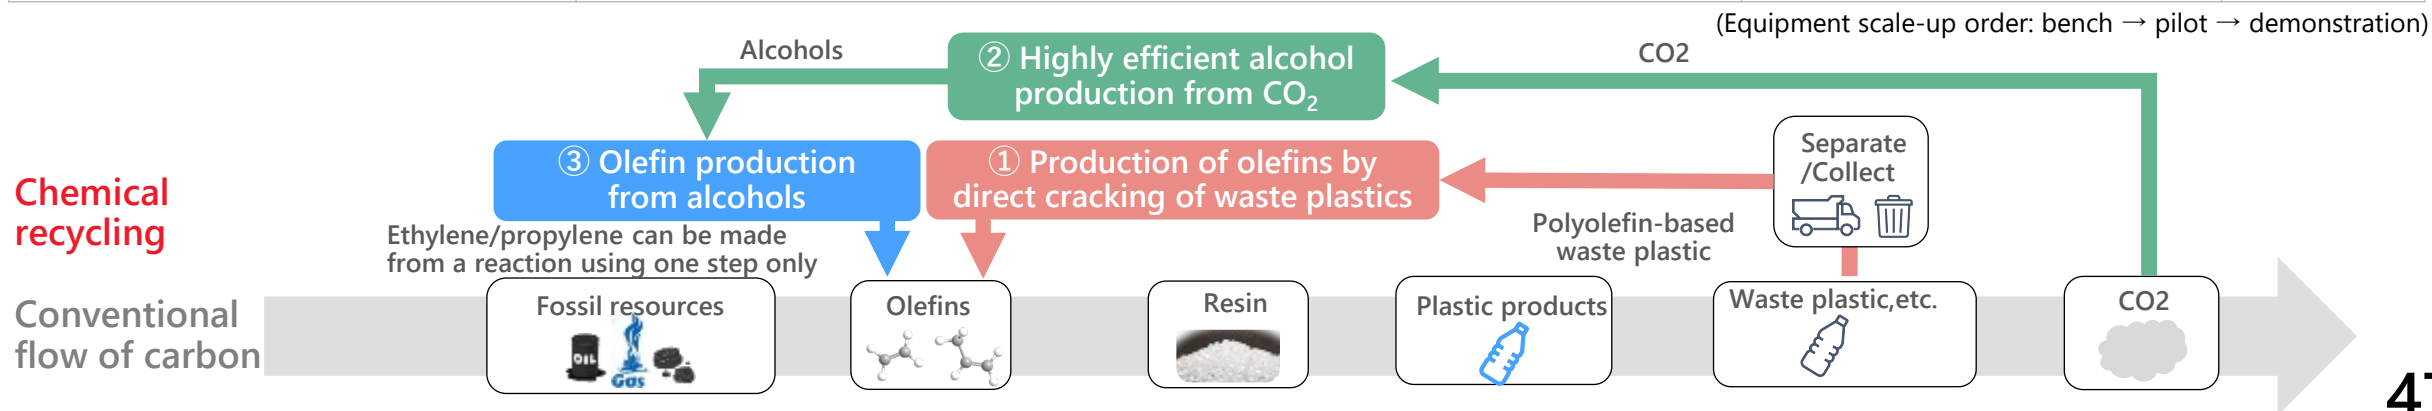 (Equipment scale-up order: bench → pilot → demonstration)
Alcohols
② Highly efficient alcohol
production from CO₂
CO2
③ Olefin production
from alcohols
① Production of olefins by
direct cracking of waste plastics
Separate
/Collect
Chemical
recycling
Ethylene/propylene can be made
from a reaction using one step only
Polyolefin-based
waste plastic
Conventional
flow of carbon
Fossil resources
OIL
Gas
Olefins
Resin
Plastic products
Waste plastic,etc.
CO2